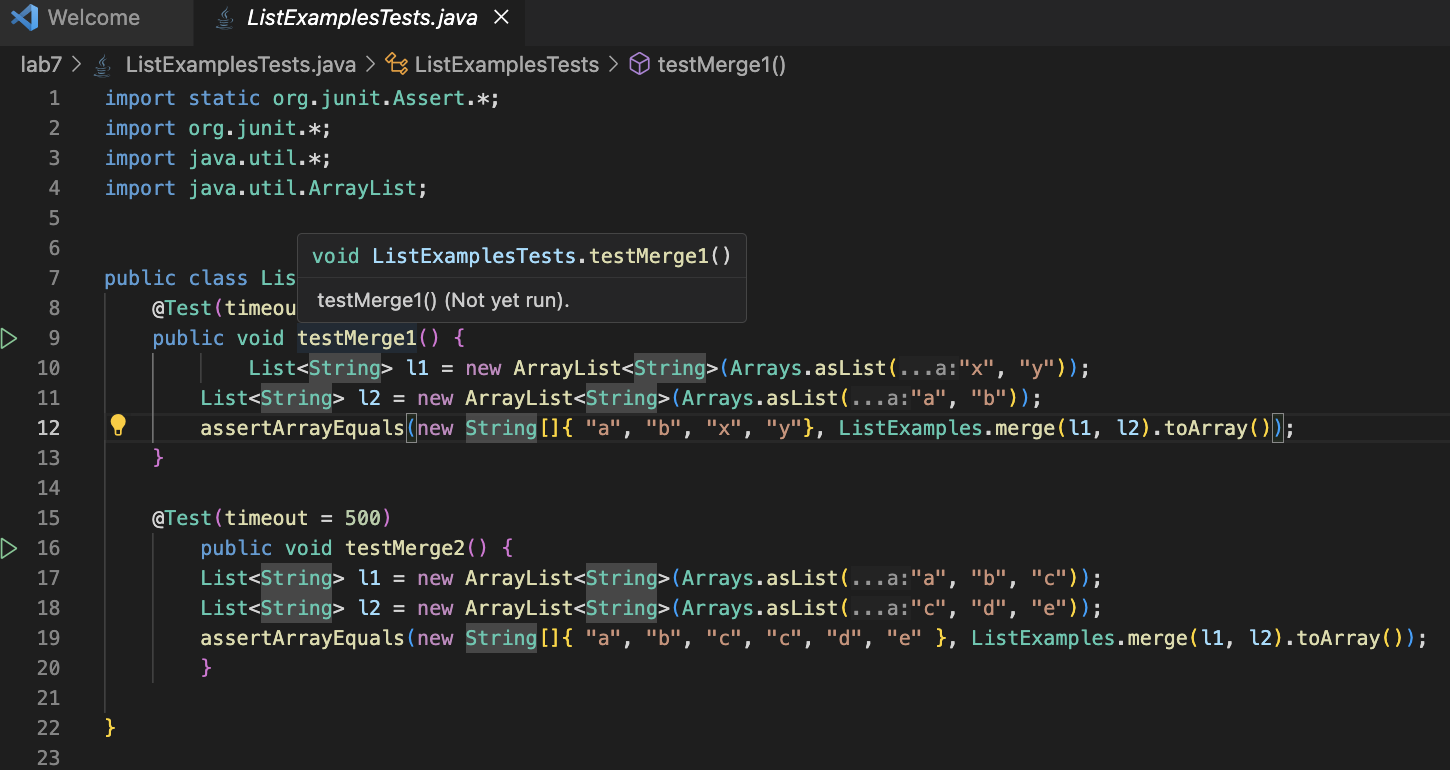 Welcome ListExamplesTests.java
lab7 > ListExamplesTests.java > ListExamplesTests > testMerge1()
1 import static org.junit.Assert.*;
2 import org.junit.*;
3 import java.util.*;
4 import java.util.ArrayList;
5
6
void ListExamplesTests.testMerge1()
7 public class Lis
testMerge1() (Not yet run).
8 @Test(timeou
9 public void testMerge1() {
10 List<String> l1 = new ArrayList<String>(Arrays.asList(...a:"x", "y"));
11 List<String> l2 = new ArrayList<String>(Arrays.asList(...a:"a", "b"));
12 assertArrayEquals(new String[]{ "a", "b", "x", "y"}, ListExamples.merge(l1, l2).toArray());
13 }
14
15 @Test(timeout = 500)
16 public void testMerge2() {
17 List<String> l1 = new ArrayList<String>(Arrays.asList(...a:"a", "b", "c"));
18 List<String> l2 = new ArrayList<String>(Arrays.asList(...a:"c", "d", "e"));
19 assertArrayEquals(new String[]{ "a", "b", "c", "c", "d", "e" }, ListExamples.merge(l1, l2).toArray());
20 }
21
22 }
23